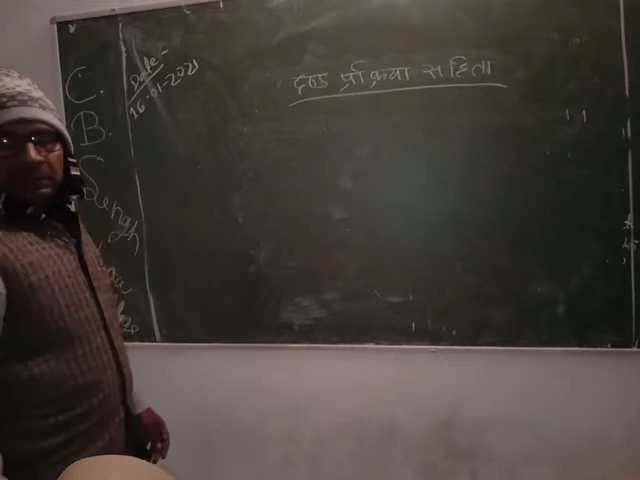 C.
B.
Singh
Date:-
16-01-2021
दण्ड प्रक्रिया संहिता